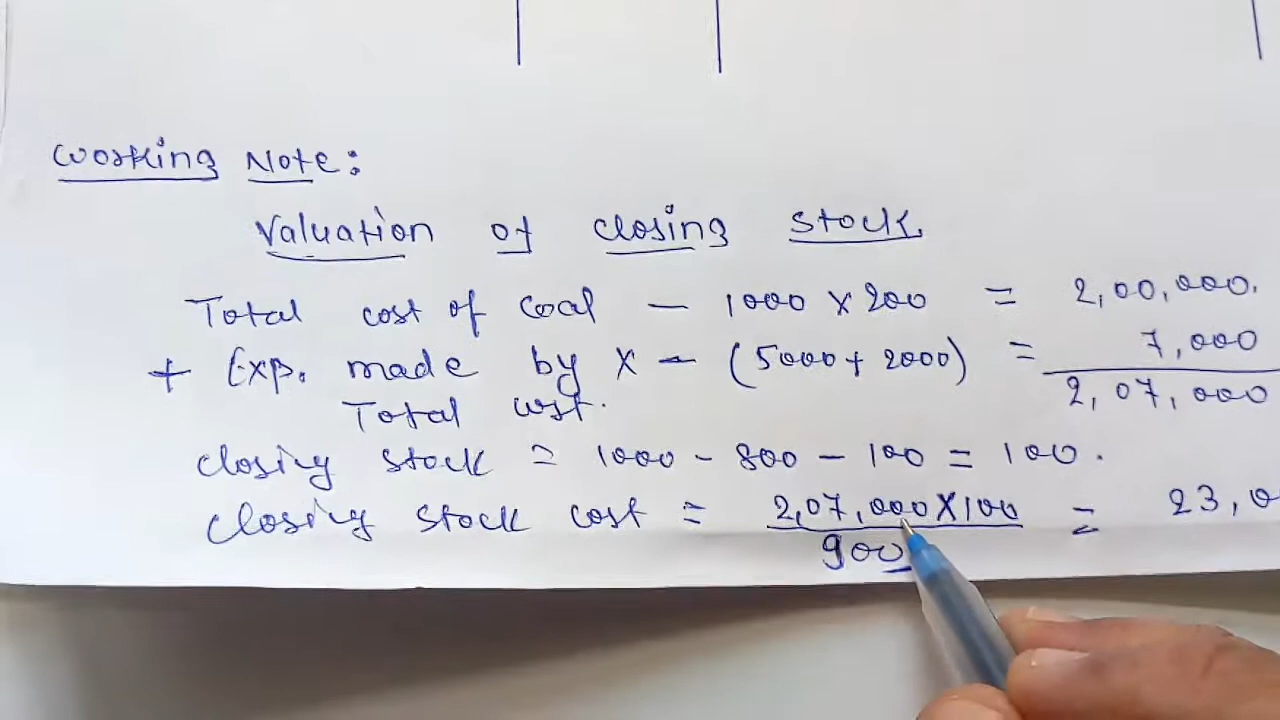 Working Note:
Valuation of closing stock
Total cost of Coal - 1000 X 200 = 2,00,000.
+ Exp. made by X - (5000 + 2000) = 7,000
Total cost. 2,07,000
closing stock = 1000 - 800 - 100 = 100.
closing stock cost = 2,07,000 X 100 = 23,0
900